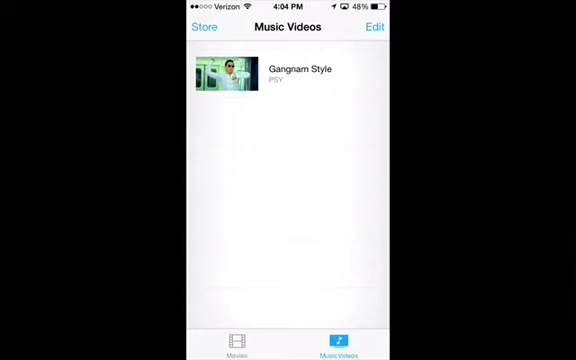 Verizon 4:04 PM 48%
Store Music Videos Edit
Gangnam Style
PSY
Movies Music Videos